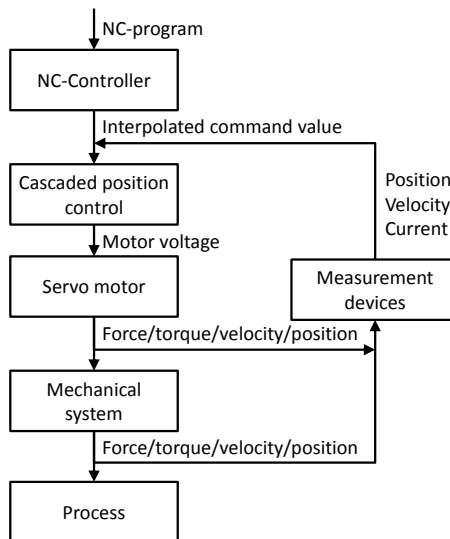 NC-program
NC-Controller
Interpolated command value
Cascaded position
control
Position
Velocity
Current
Motor voltage
Servo motor
Measurement
devices
Force/torque/velocity/position
Mechanical
system
Force/torque/velocity/position
Process